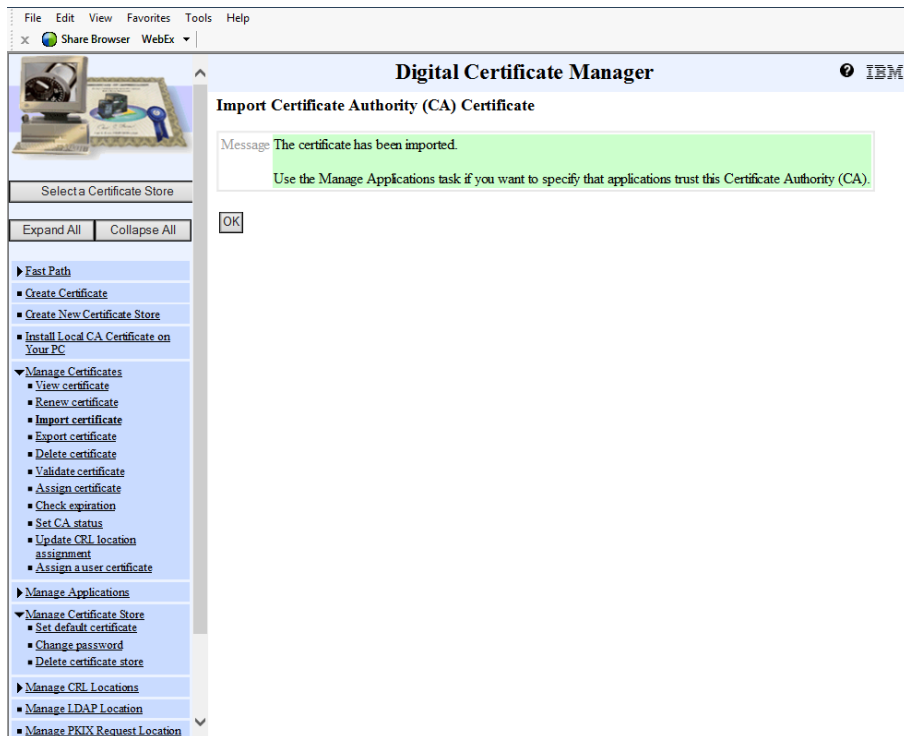 File Edit View Favorites Tools Help
x Share Browser WebEx
Digital Certificate Manager
? IBM
Select a Certificate Store
Expand All Collapse All
Fast Path
Create Certificate
Create New Certificate Store
Install Local CA Certificate on
Your PC
Manage Certificates
View certificate
Renew certificate
Import certificate
Export certificate
Delete certificate
Validate certificate
Assign certificate
Check expiration
Set CA status
Update CRL location
assignment
Assign a user certificate
Manage Applications
Manage Certificate Store
Set default certificate
Change password
Delete certificate store
Manage CRL Locations
Manage LDAP Location
Manage PKIX Request Location
Import Certificate Authority (CA) Certificate
Message The certificate has been imported.
Use the Manage Applications task if you want to specify that applications trust this Certificate Authority (CA).
OK